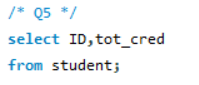 /* Q5 */
select ID,tot_cred
from student;